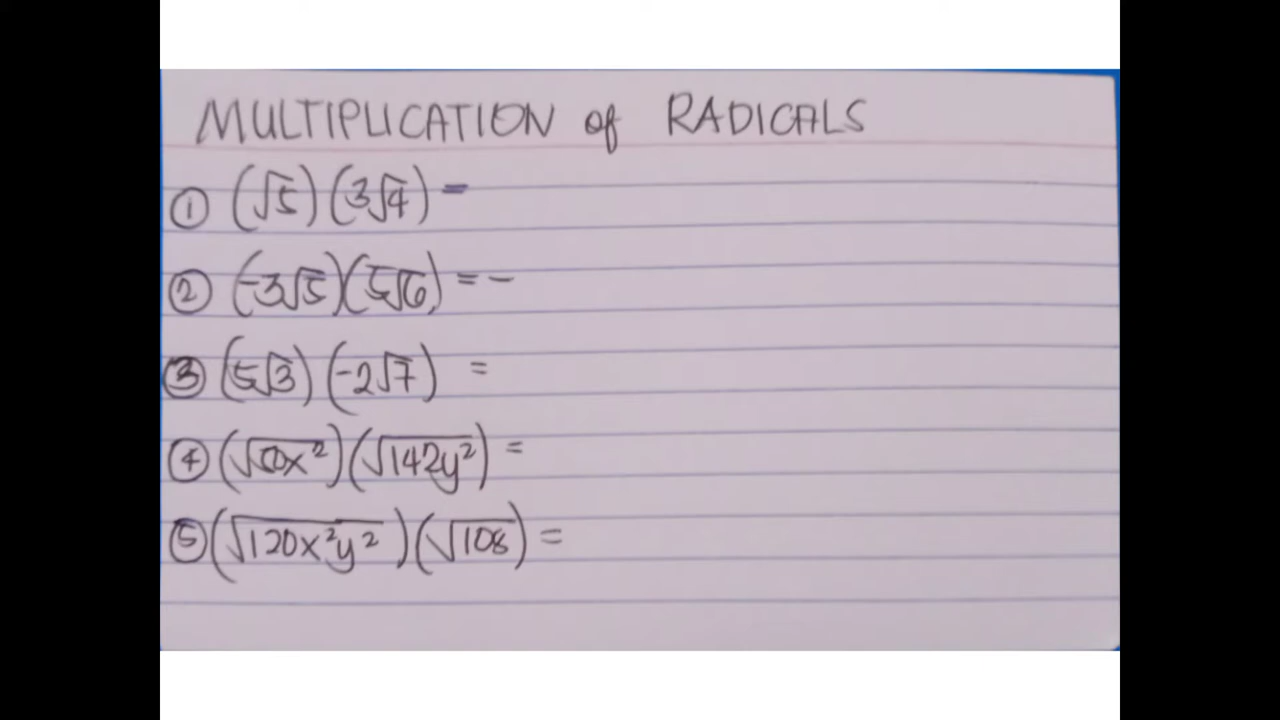 MULTIPLICATION of RADICALS
① (√5)(3√4) =
② (-3√5)(5√6) = -
③ (5√3)(-2√7) =
④ (√60x²)(√142y²) =
⑤ (√120x²y²)(√108) =